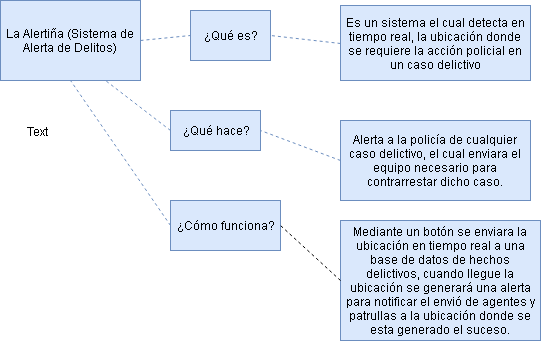 La Alertiña (Sistema de
Alerta de Delitos)
¿Qué es?
Es un sistema el cual detecta en
tiempo real, la ubicación donde
se requiere la acción policial en
un caso delictivo
Text
¿Qué hace?
Alerta a la policía de cualquier
caso delictivo, el cual enviara el
equipo necesario para
contrarrestar dicho caso.
¿Cómo funciona?
Mediante un botón se enviara la
ubicación en tiempo real a una
base de datos de hechos
delictivos, cuando llegue la
ubicación se generará una alerta
para notificar el envió de agentes y
patrullas a la ubicación donde se
esta generado el suceso.